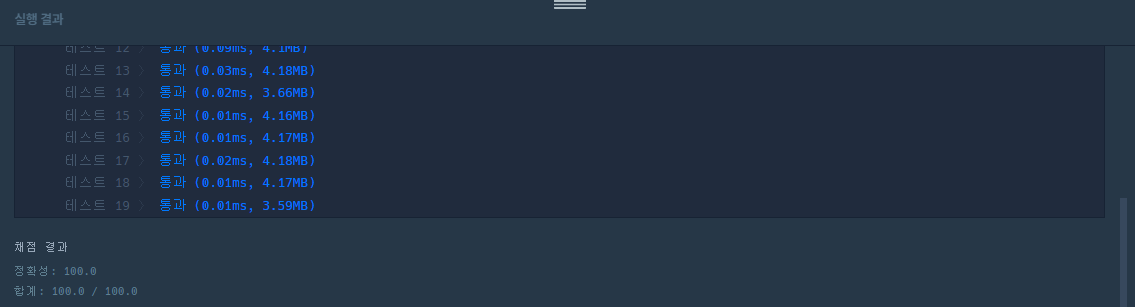 실행 결과
테스트 12 〉 통과 (0.09ms, 4.1MB)
테스트 13 〉 통과 (0.03ms, 4.18MB)
테스트 14 〉 통과 (0.02ms, 3.66MB)
테스트 15 〉 통과 (0.01ms, 4.16MB)
테스트 16 〉 통과 (0.01ms, 4.17MB)
테스트 17 〉 통과 (0.02ms, 4.18MB)
테스트 18 〉 통과 (0.01ms, 4.17MB)
테스트 19 〉 통과 (0.01ms, 3.59MB)
채점 결과
정확성: 100.0
합계: 100.0 / 100.0